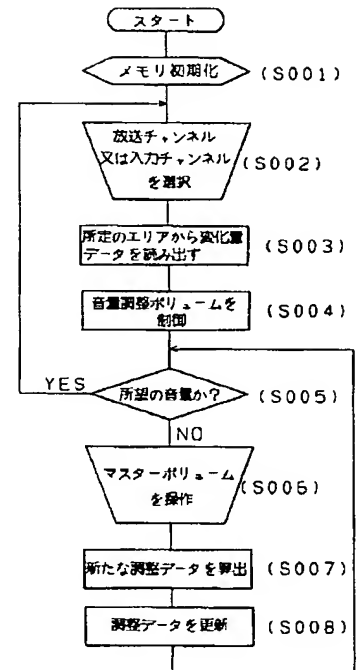 スタート
メモリ初期化
(S001)
放送チャンネル
又は入力チャンネル
を選択
(S002)
所定のエリアから変化量
データを読み出す
(S003)
音量調整ボリュームを
制御
(S004)
所望の音量か?
(S005)
YES
NO
マスターボリューム
を操作
(S006)
新たな調整データを算出
(S007)
調整データを更新
(S008)